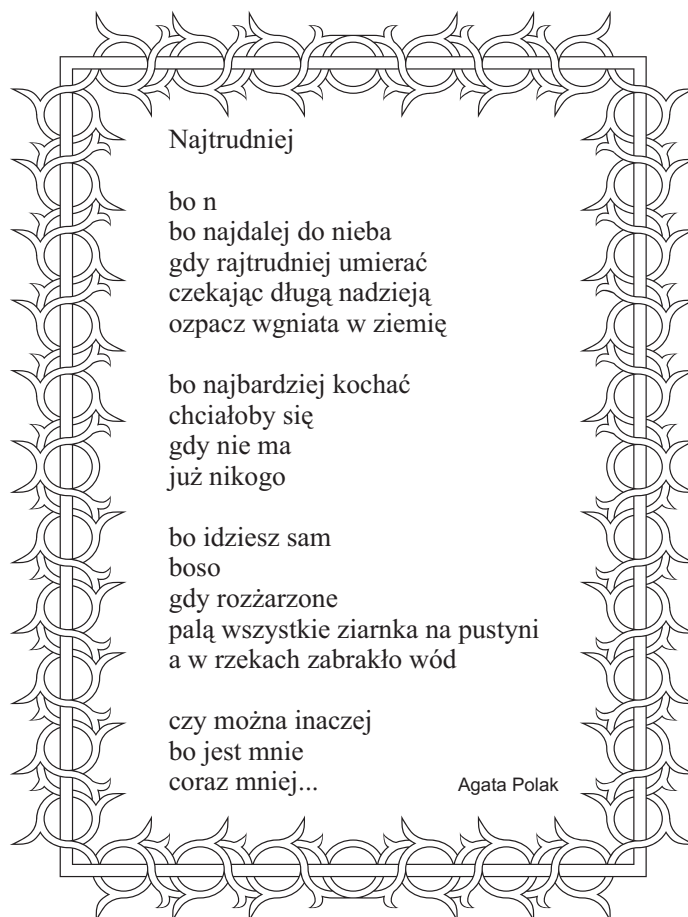 Najtrudniej

bo n
bo najdalej do nieba
gdy rajtrudniej umierać
czekając długą nadzieją
ozpacz wgniata w ziemię

bo najbardziej kochać
chciałoby się
gdy nie ma
już nikogo

bo idziesz sam
boso
gdy rozżarzone
palą wszystkie ziarnka na pustyni
a w rzekach zabrakło wód

czy można inaczej
bo jest mnie
coraz mniej...
Agata Polak